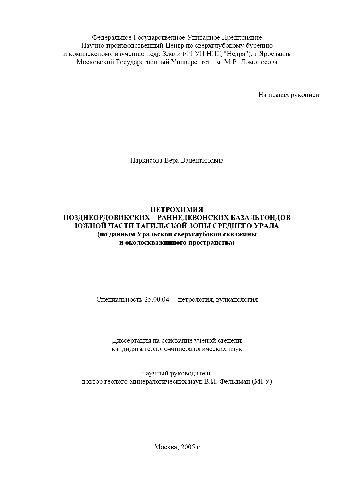 Федеральное Государственное Унитарное Предприятие
Научно-производственный Центр по сверхглубокому бурению
и комплексному изучению недр Земли (ФГУП НПЦ "Недра"), г. Ярославль
Московский Государственный Университет им. М.В. Ломоносова
На правах рукописи
Вера Валентиновна
ПЕТРОХИМИЯ
ПОЗДНЕОРДОВИКСКИХ - РАННЕДЕВОНСКИХ БАЗАЛЬТОИДОВ
ЮЖНОЙ ЧАСТИ ТАГИЛЬСКОЙ ЗОНЫ СРЕДНЕГО УРАЛА
(по данным Уральской сверхглубокой скважины
и околоскважинного пространства)
Специальность 25.00.04 – петрология, вулканология
Диссертация на соискание ученой степени
кандидата геолого-минералогических наук
Научный руководитель
доктор геолого-минералогических наук В.И. Фельдман (МГУ)
Москва, г.